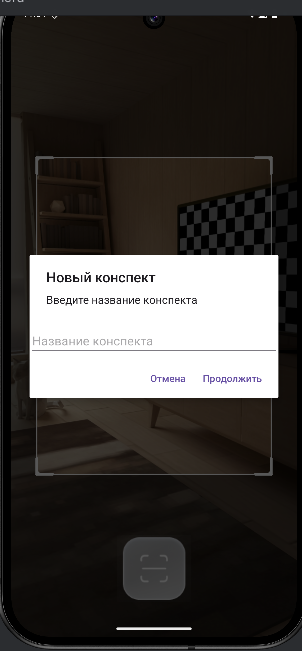 Новый конспект
Введите название конспекта
Название конспекта
Отмена
Продолжить